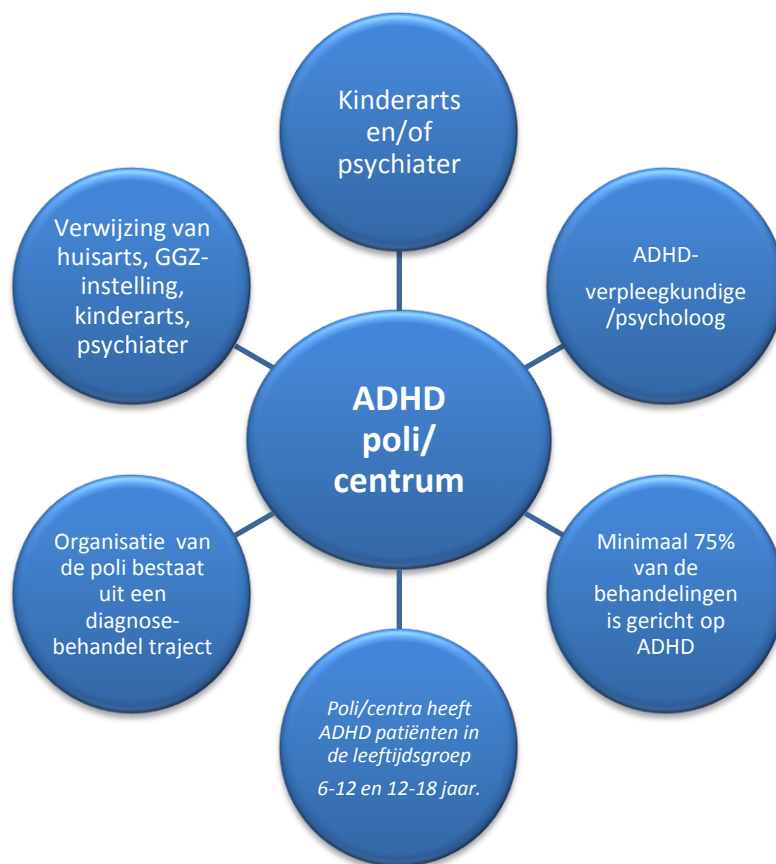 Kinderarts
en/of
psychiater
Verwijzing van
huisarts, GGZ-
instelling,
kinderarts,
psychiater
ADHD-
verpleegkundige
/psycholoog
ADHD
poli/
centrum
Organisatie van
de poli bestaat
uit een
diagnose-
behandel traject
Minimaal 75%
van de
behandelingen
is gericht op
ADHD
Poli/centra heeft
ADHD patiënten in
de leeftijdsgroep
6-12 en 12-18 jaar.